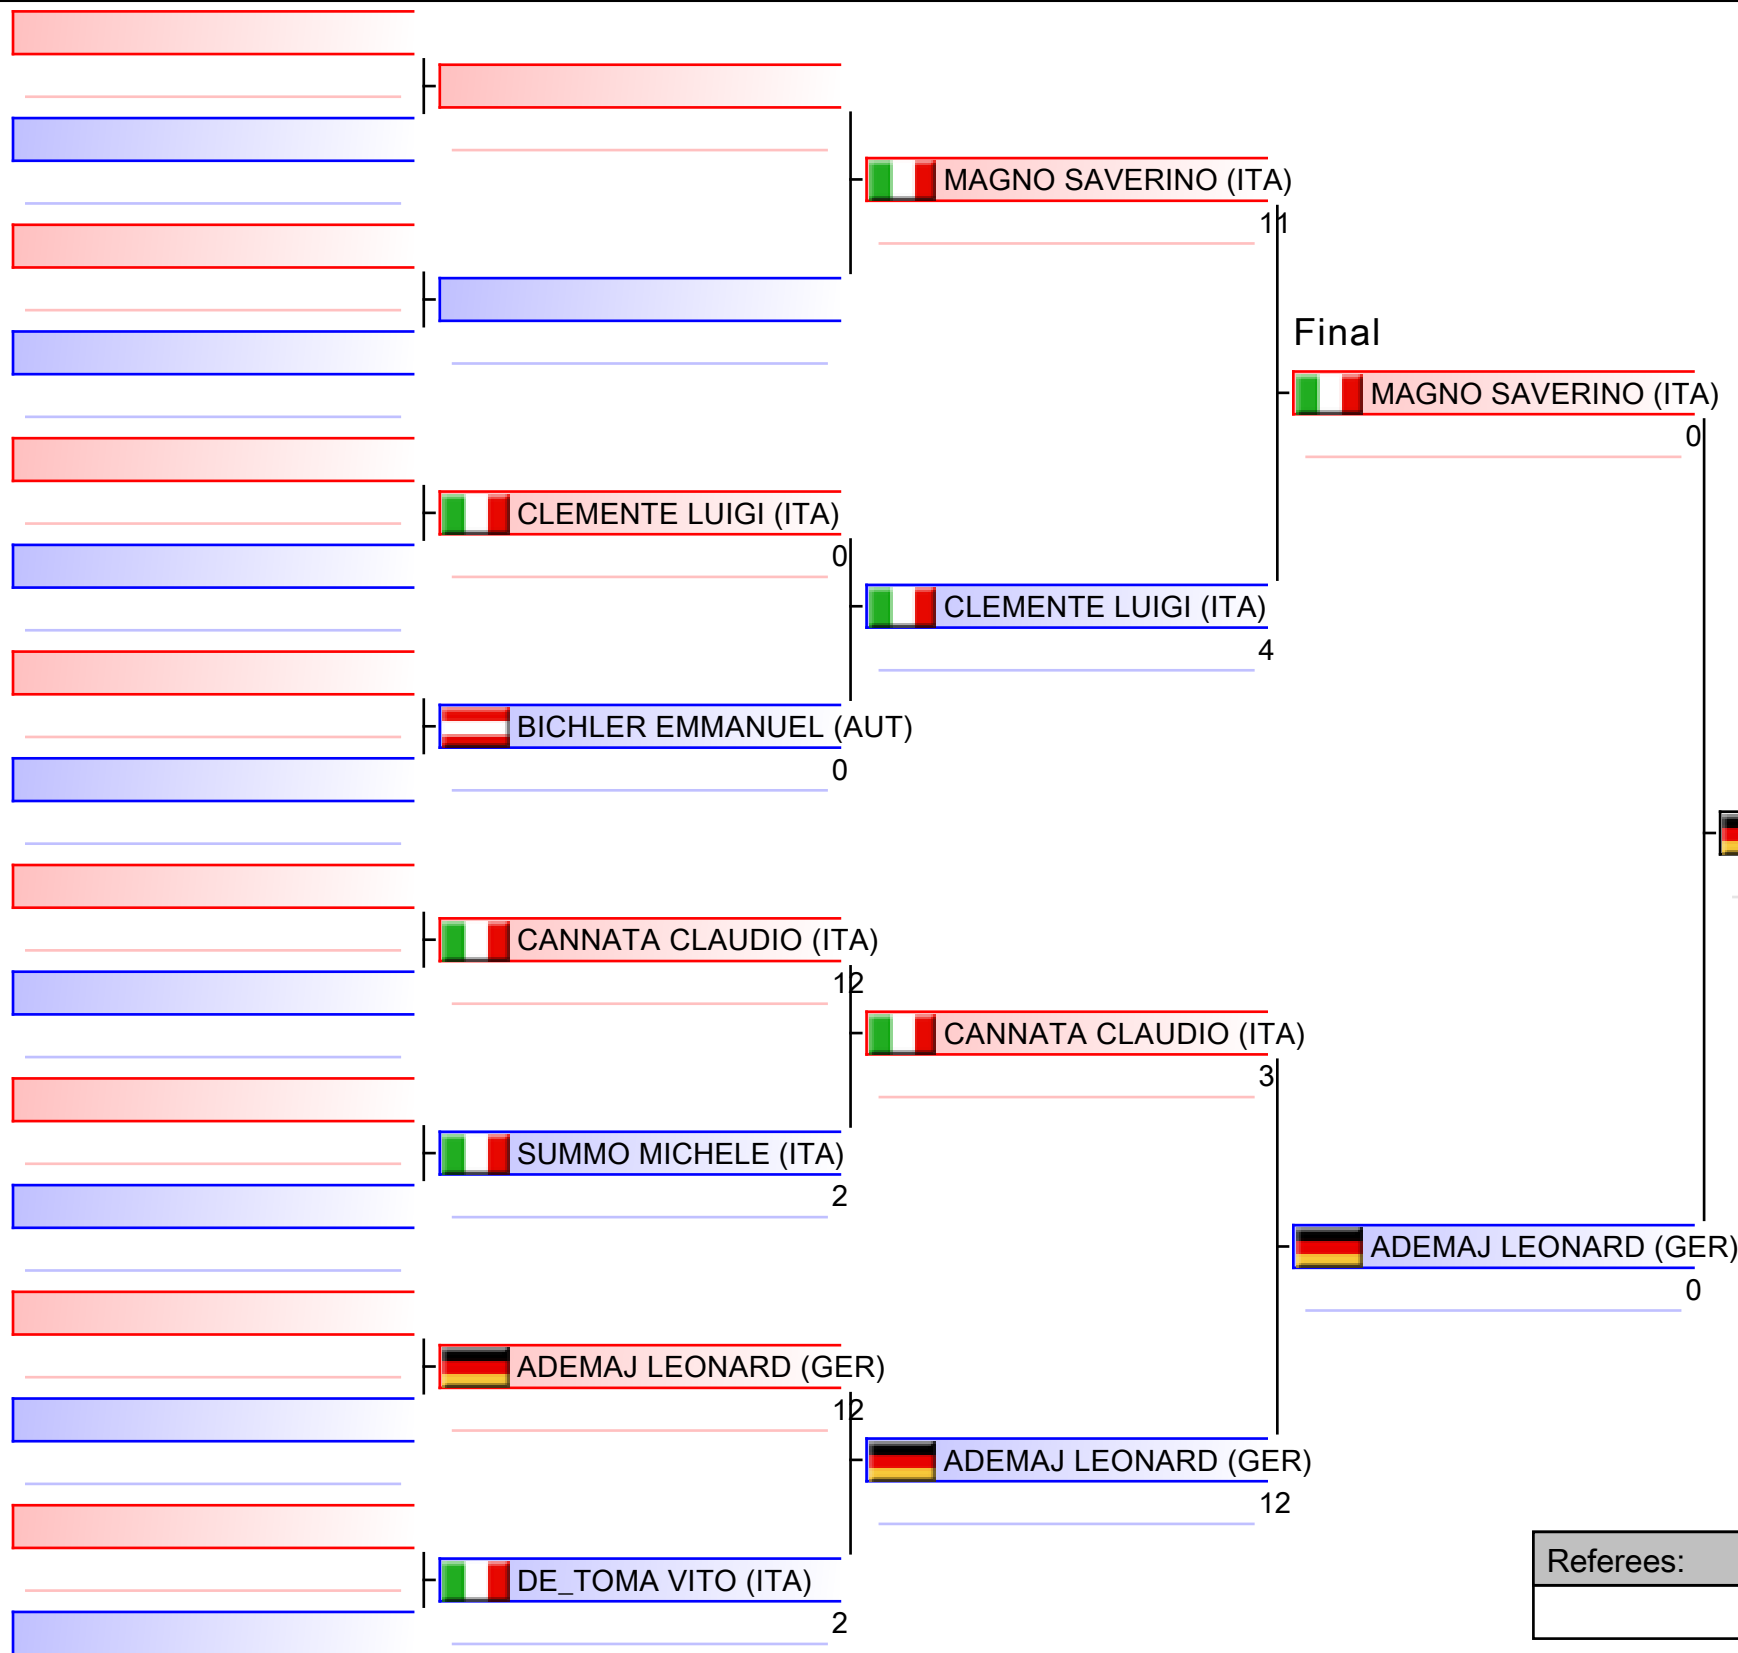 MAGNO SAVERINO (ITA)
11
Final
MAGNO SAVERINO (ITA)
0
CLEMENTE LUIGI (ITA)
0
CLEMENTE LUIGI (ITA)
4
BICHLER EMMANUEL (AUT)
0
CANNATA CLAUDIO (ITA)
12
CANNATA CLAUDIO (ITA)
3
SUMMO MICHELE (ITA)
2
ADEMAJ LEONARD (GER)
0
ADEMAJ LEONARD (GER)
12
ADEMAJ LEONARD (GER)
12
DE_TOMA VITO (ITA)
2
Referees: